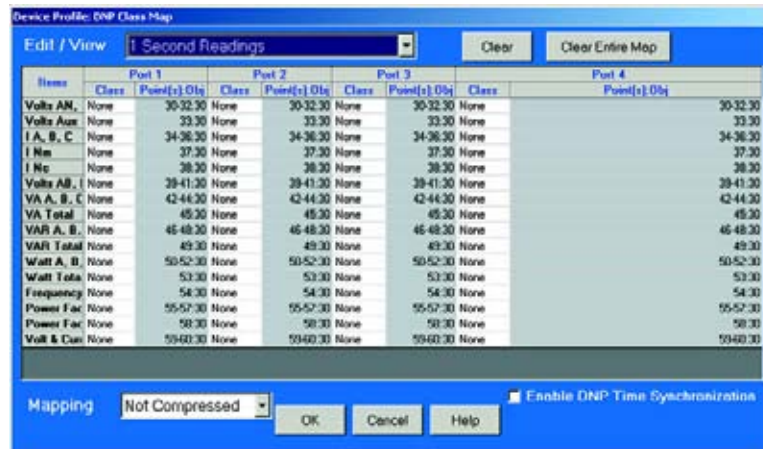 Device Profile: DNP Class Map
Edit / View 1 Second Readings Clear Clear Entire Map
Items Port 1 Port 2 Port 3 Port 4
Class Point(s):Obj Class Point(s):Obj Class Point(s):Obj Class Point(s):Obj
Volts AN, None 30-32:30 None 30-32:30 None 30-32:30 None 30-32:30
Volts Aux None 33:30 None 33:30 None 33:30 None 33:30
I A, B, C None 34-36:30 None 34-36:30 None 34-36:30 None 34-36:30
I Nm None 37:30 None 37:30 None 37:30 None 37:30
I Nc None 38:30 None 38:30 None 38:30 None 38:30
Volts AB, None 39-41:30 None 39-41:30 None 39-41:30 None 39-41:30
VA A, B, C None 42-44:30 None 42-44:30 None 42-44:30 None 42-44:30
VA Total None 45:30 None 45:30 None 45:30 None 45:30
VAR A, B, None 46-48:30 None 46-48:30 None 46-48:30 None 46-48:30
VAR Total None 49:30 None 49:30 None 49:30 None 49:30
Watt A, B, None 50-52:30 None 50-52:30 None 50-52:30 None 50-52:30
Watt Tota None 53:30 None 53:30 None 53:30 None 53:30
Frequency None 54:30 None 54:30 None 54:30 None 54:30
Power Fac None 55-57:30 None 55-57:30 None 55-57:30 None 55-57:30
Power Fac None 58:30 None 58:30 None 58:30 None 58:30
Volt & Curr None 59-60:30 None 59-60:30 None 59-60:30 None 59-60:30
Mapping Not Compressed OK Cancel Help Enable DNP Time Synchronization